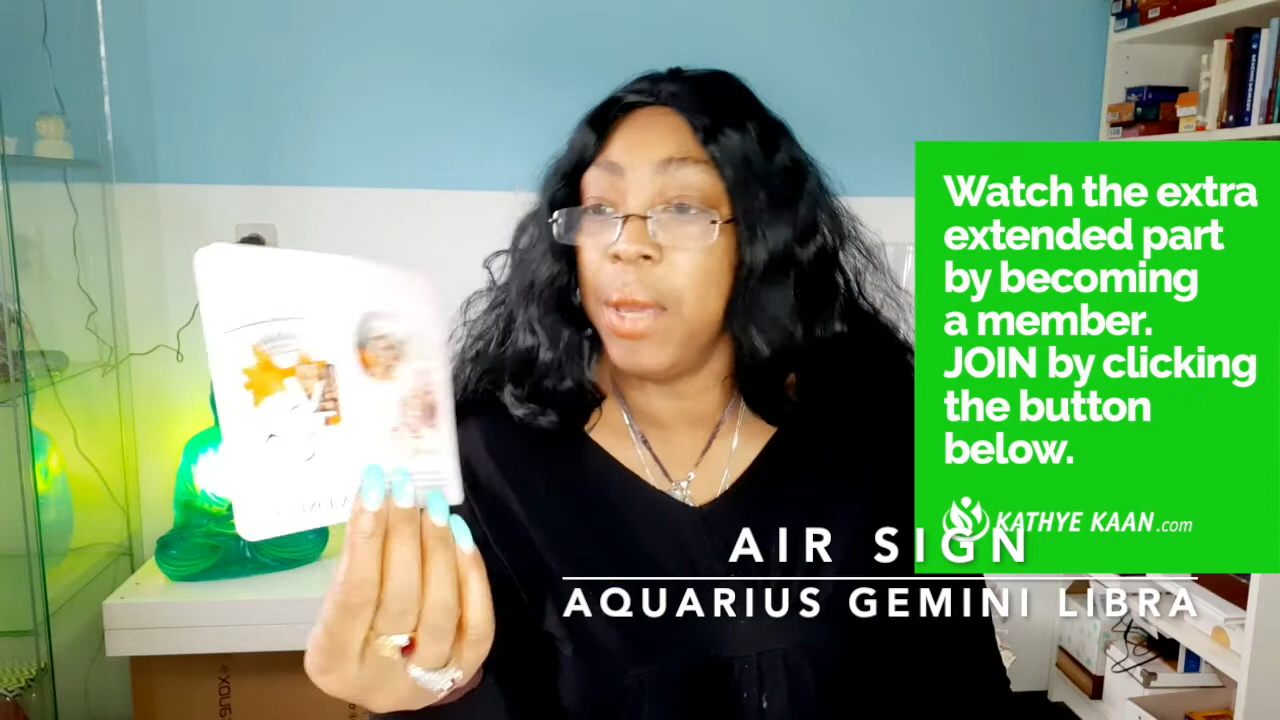 Watch the extra
extended part
by becoming
a member.
JOIN by clicking
the button
below.
KATHYE KAAN.com
AIR SIGN
AQUARIUS GEMINI LIBRA